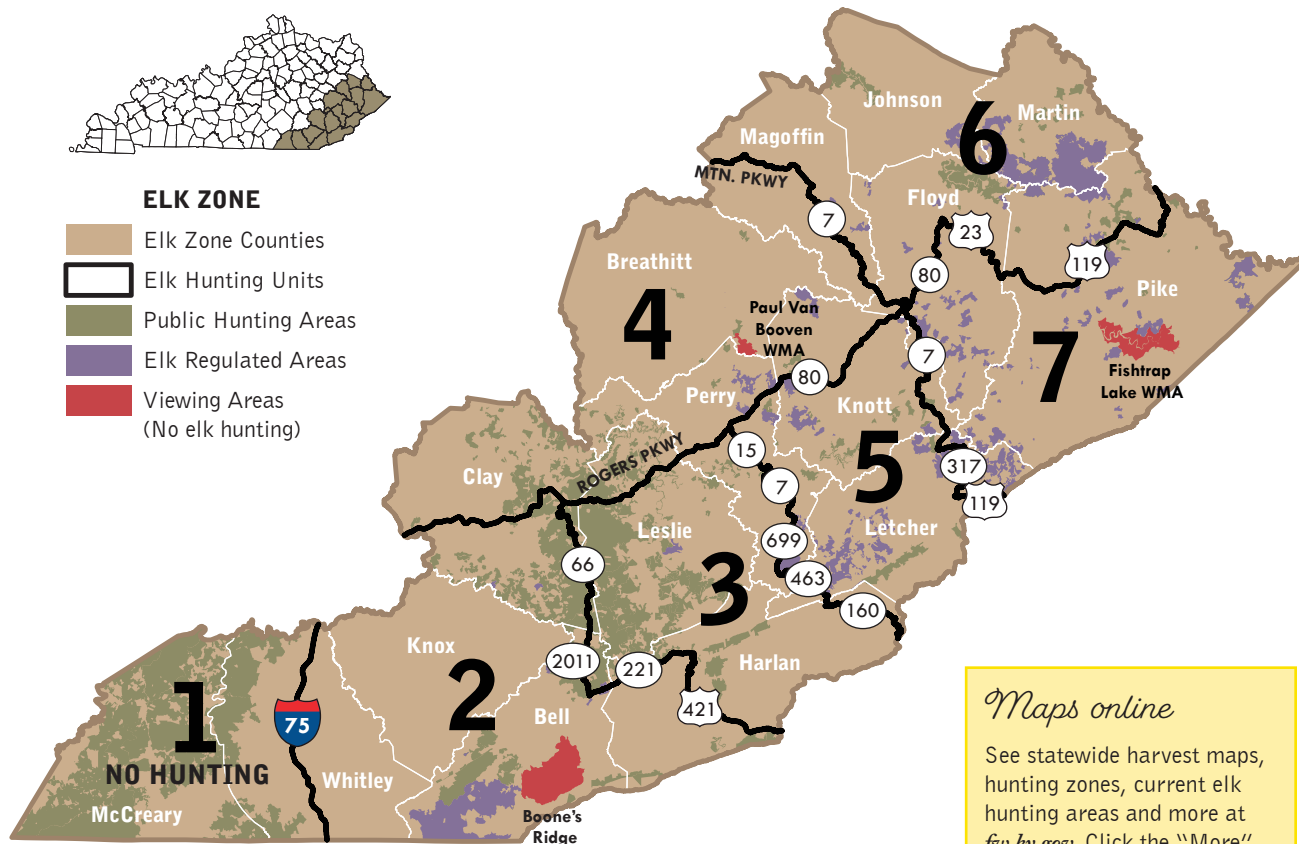 ELK ZONE
Elk Zone Counties
Elk Hunting Units
Public Hunting Areas
Elk Regulated Areas
Viewing Areas
(No elk hunting)
Johnson
Martin
6
Magoffin
MTN. PKWY
Floyd
7
23
119
80
Breathitt
4
Pike
Paul Van
Booven
WMA
7
7
Fishtrap
Lake WMA
80
Perry
Knott
5
15
ROGERS PKWY
Clay
317
7
119
Leslie
Letcher
699
66
3
463
160
Knox
2
2011
221
Harlan
1
75
421
Bell
NO HUNTING
Whitley
McCreary
Boone's
Ridge
Maps online
See statewide harvest maps,
hunting zones, current elk
hunting areas and more at
Click the “More”